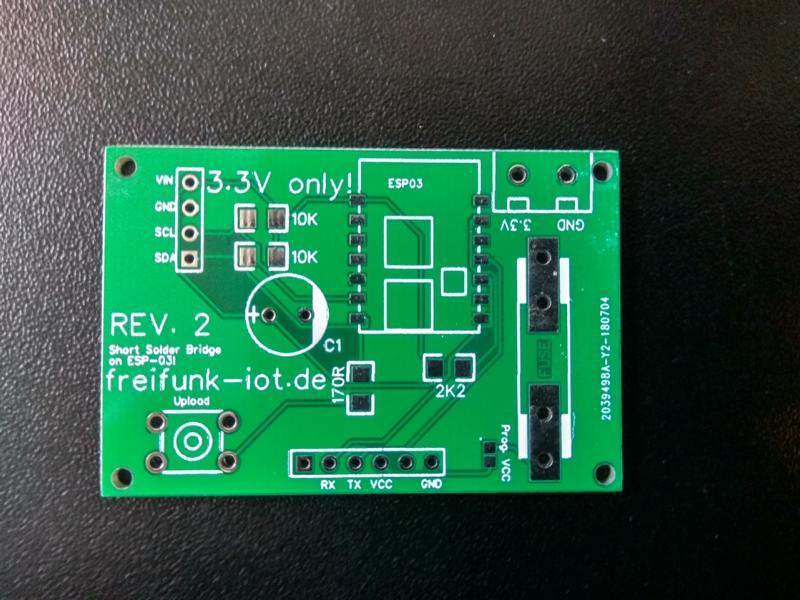 VIN
3.3V only!
GND
SCL
SDA
10K
10K
ESP03
3.3V
GND
+
C1
REV. 2
Short Solder Bridge
on ESP-03!
freifunk-iot.de
Upload
170R
2K2
FUSE
2039498A-Y2-180704
Prog. VCC
RX TX VCC GND